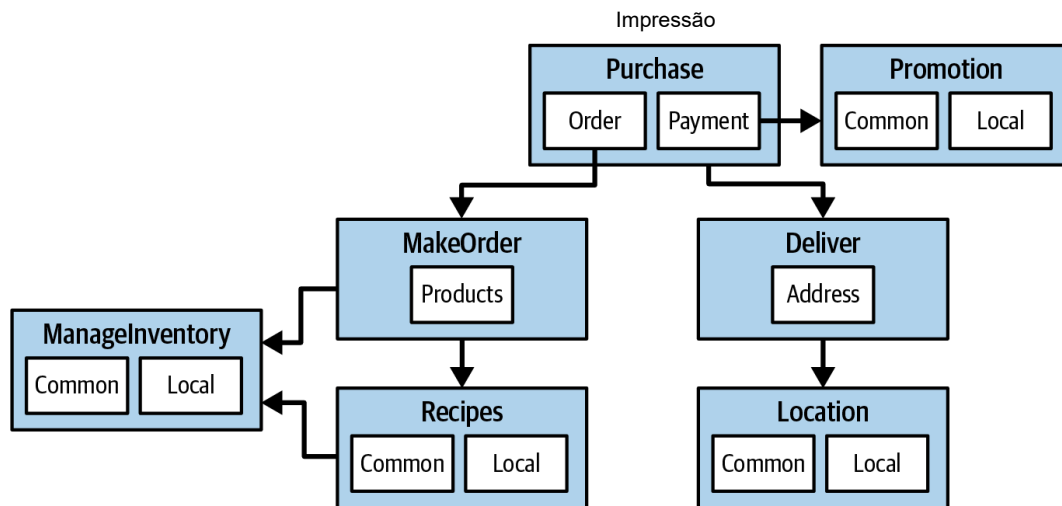 Impressão
Purchase
Promotion
Order
Payment
Common
Local
MakeOrder
Deliver
Products
Address
ManageInventory
Common
Local
Recipes
Location
Common
Local
Common
Local